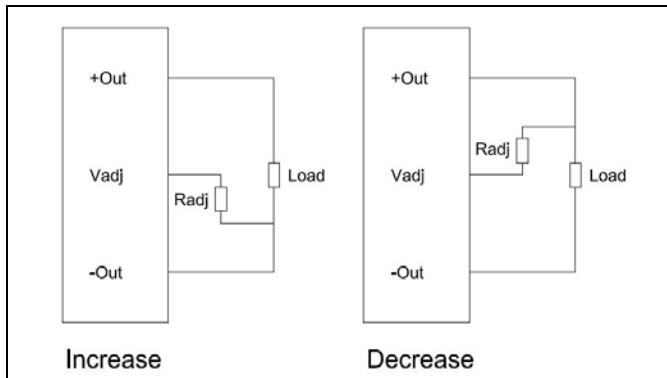 +Out
Vadj
Radj
Load
-Out
Increase
+Out
Radj
Vadj
Load
-Out
Decrease